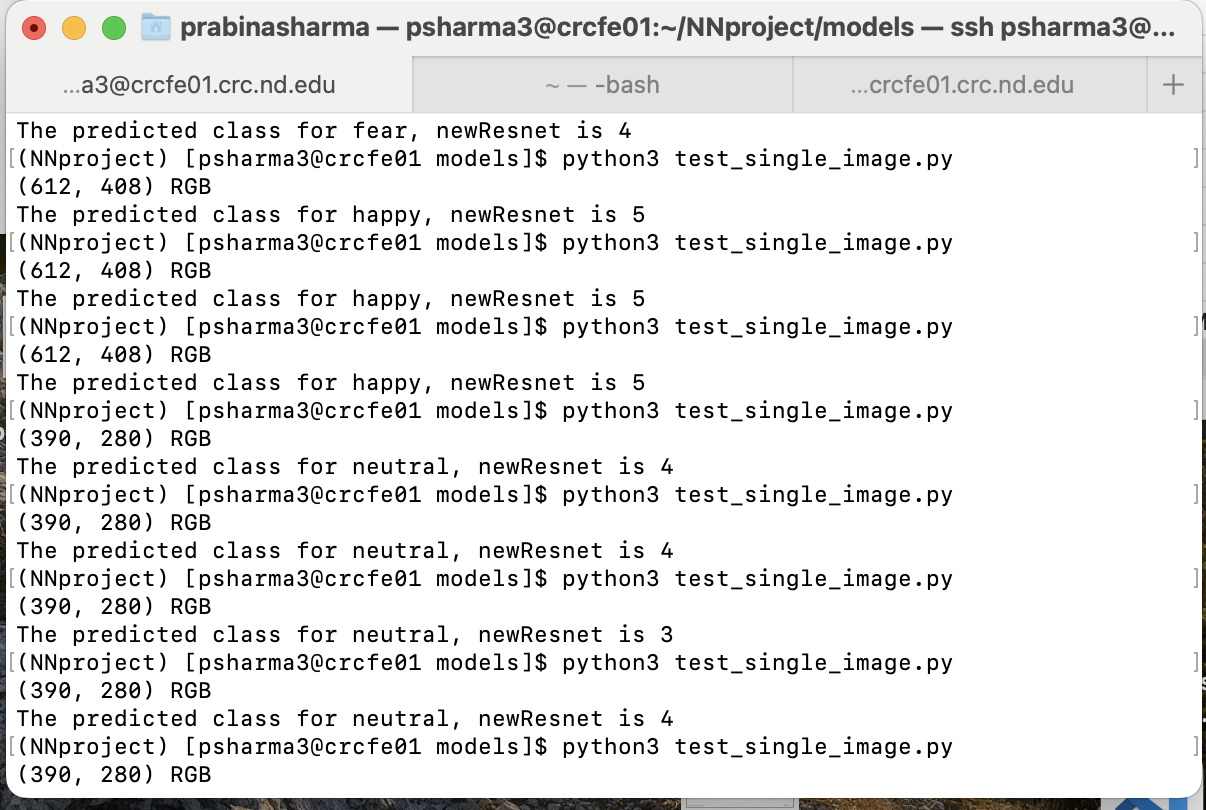 prabinasharma — psharma3@crcfe01:~/NNproject/models — ssh psharma3@...
...a3@crcfe01.crc.nd.edu
~ — -bash
...crcfe01.crc.nd.edu
The predicted class for fear, newResnet is 4
[(NNproject) [psharma3@crcfe01 models]$ python3 test_single_image.py ]
(612, 408) RGB
The predicted class for happy, newResnet is 5
[(NNproject) [psharma3@crcfe01 models]$ python3 test_single_image.py ]
(612, 408) RGB
The predicted class for happy, newResnet is 5
[(NNproject) [psharma3@crcfe01 models]$ python3 test_single_image.py ]
(612, 408) RGB
The predicted class for happy, newResnet is 5
[(NNproject) [psharma3@crcfe01 models]$ python3 test_single_image.py ]
(390, 280) RGB
The predicted class for neutral, newResnet is 4
[(NNproject) [psharma3@crcfe01 models]$ python3 test_single_image.py ]
(390, 280) RGB
The predicted class for neutral, newResnet is 4
[(NNproject) [psharma3@crcfe01 models]$ python3 test_single_image.py ]
(390, 280) RGB
The predicted class for neutral, newResnet is 3
[(NNproject) [psharma3@crcfe01 models]$ python3 test_single_image.py ]
(390, 280) RGB
The predicted class for neutral, newResnet is 4
[(NNproject) [psharma3@crcfe01 models]$ python3 test_single_image.py ]
(390, 280) RGB